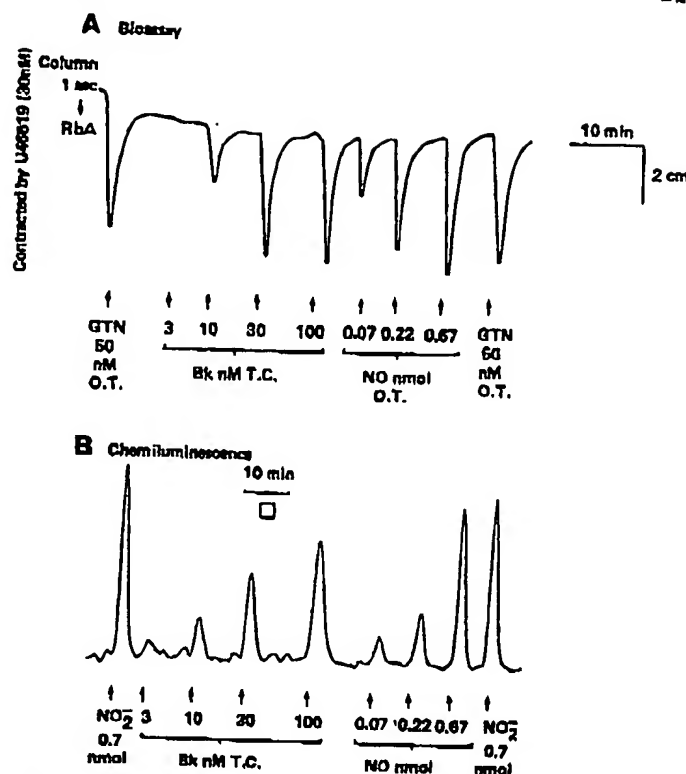 A Bioassay
Column
1 sec
RbA
Contracted by U46619 (30nM)
10 min
2 cm
GTN 3 10 30 100 0.07 0.22 0.67 GTN
50 60
nM nM
O.T. O.T.
Bk nM T.C. NO nmol
O.T.
B Chemiluminescence
10 min
NO2̄ 3 10 30 100 0.07 0.22 0.67 NO2̄
0.7 0.7
nmol nmol
Bk nM T.C. NO nmol